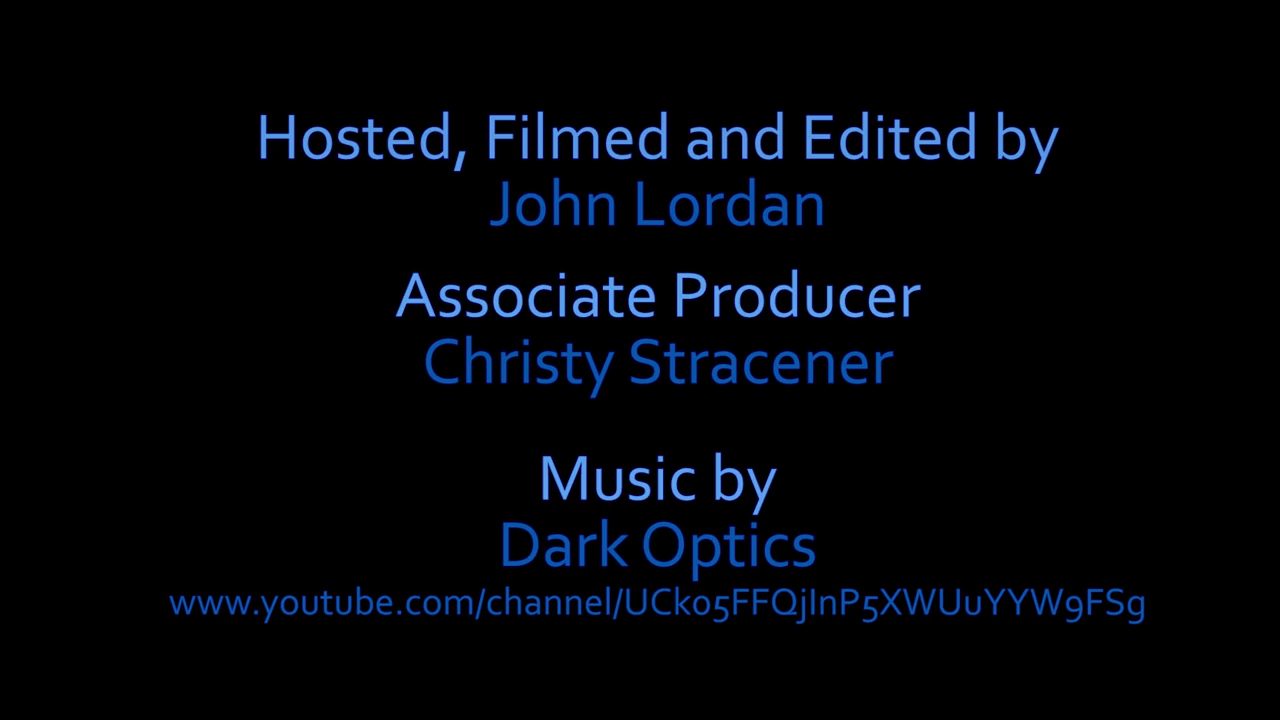 Hosted, Filmed and Edited by
John Lordan
Associate Producer
Christy Stracener
Music by
Dark Optics
www.youtube.com/channel/UCko5FFQjInP5XWUuYYW9FSg